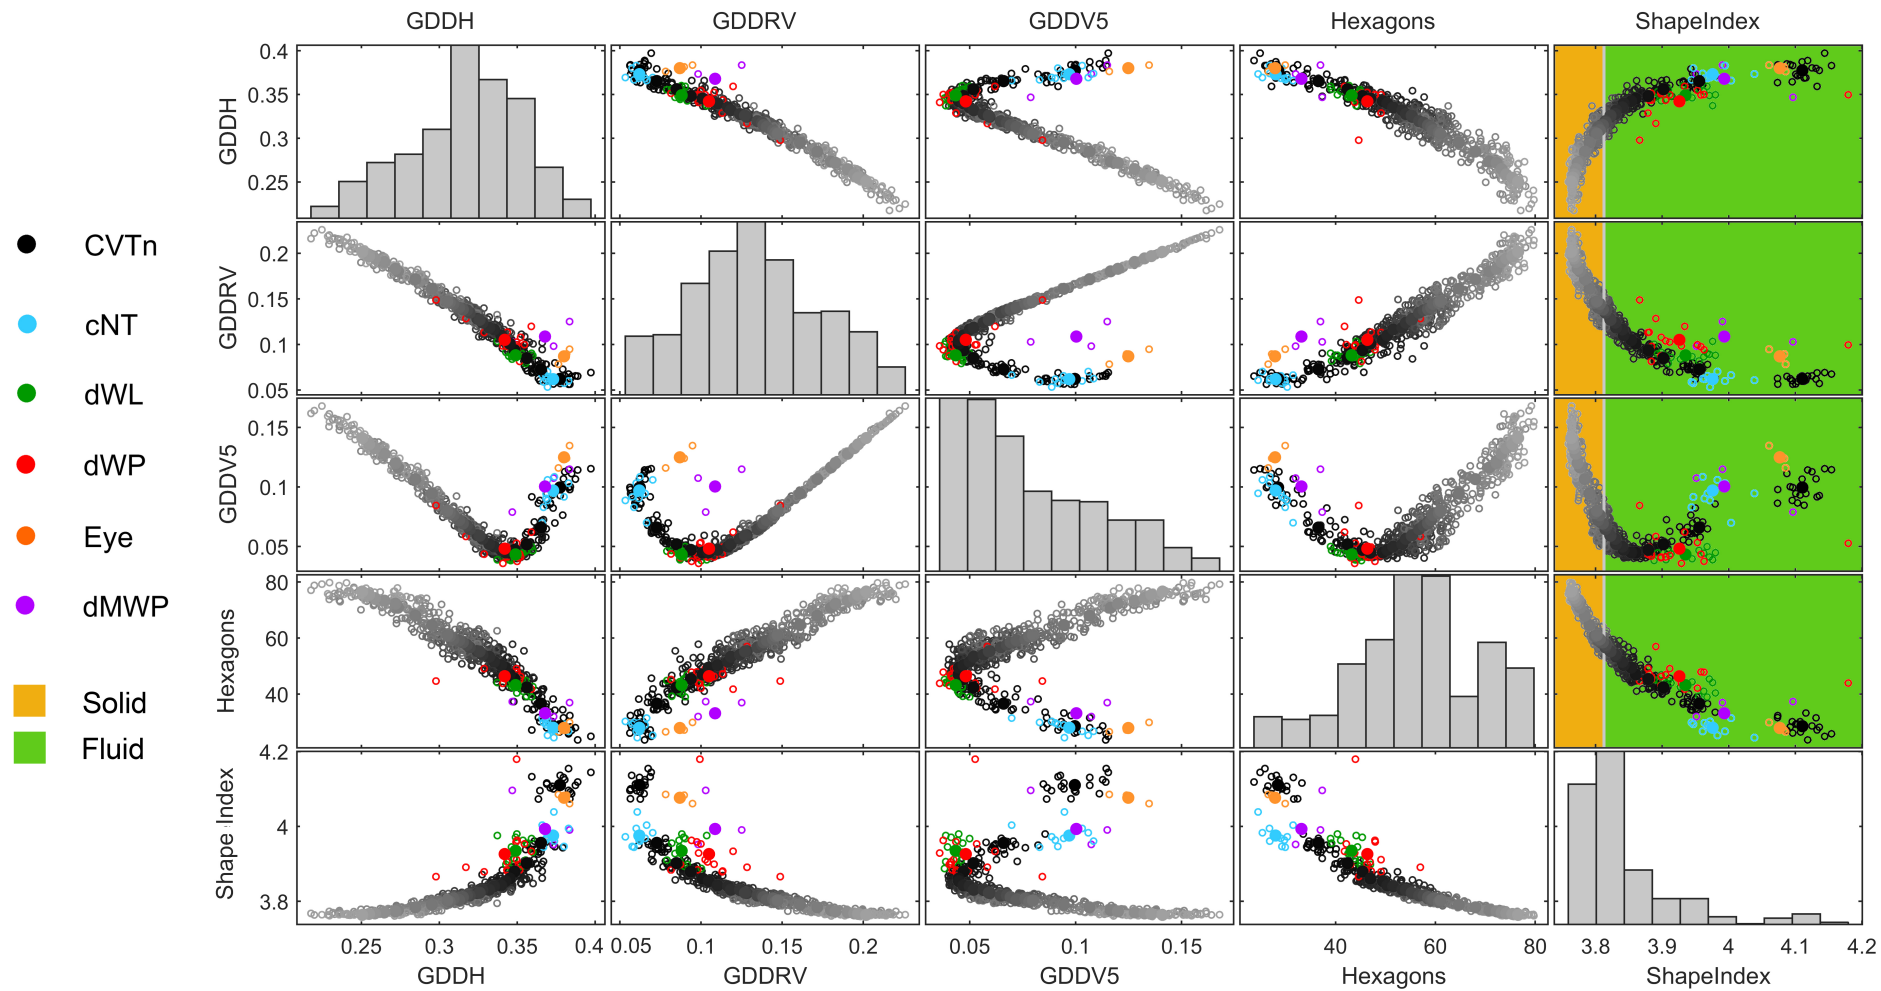 GDDH GDDRV GDDV5 Hexagons ShapeIndex
0.4
0.35
0.3
0.25
GDDH
0.2
0.15
0.1
0.05
GDDRV
0.15
0.1
0.05
GDDV5
80
60
40
Hexagons
4.2
4
3.8
Shape Index
0.25 0.3 0.35 0.4 0.05 0.1 0.15 0.2 0.05 0.1 0.15 40 60 80 3.8 3.9 4 4.1 4.2
GDDH GDDRV GDDV5 Hexagons ShapeIndex
CVTn
cNT
dWL
dWP
Eye
dMWP
Solid
Fluid